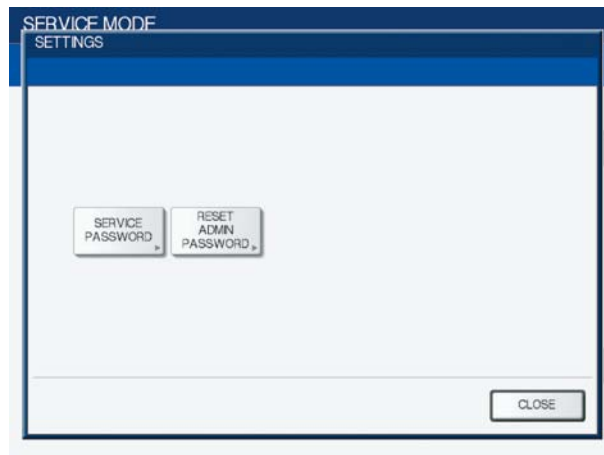 SERVICE MODE
SETTINGS
SERVICE
PASSWORD
RESET
ADMIN
PASSWORD
CLOSE